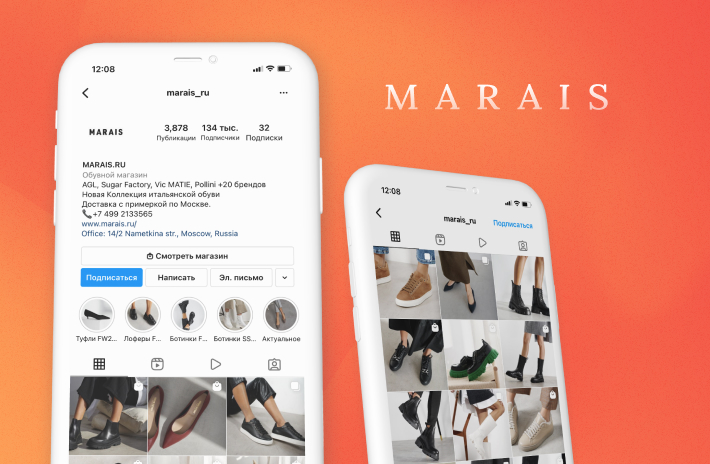 12:08
marais_ru
MARAIS
3,878 134 тыс. 32
Публикации Подписчики Подписки
MARAIS.RU
Обувной магазин
AGL, Sugar Factory, Vic MATIE, Pollini +20 брендов
Новая Коллекция итальянской обуви
Доставка с примеркой по Москве.
📞+7 499 2133565
www.marais.ru/
Office: 14/2 Nametkina str., Moscow, Russia
Смотреть магазин
Подписаться Написать Эл. письмо
Туфли FW2... Лоферы F... Ботинки F... Ботинки SS... Актуальное
MARAIS
12:08
marais_ru Подписаться